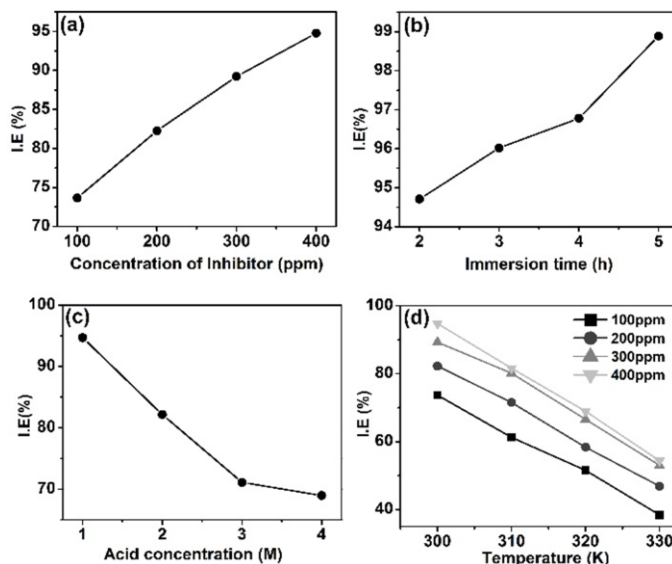 (a)
I.E (%)
95
90
85
80
75
70
100 200 300 400
Concentration of Inhibitor (ppm)
(b)
I.E(%)
99
98
97
96
95
94
2 3 4 5
Immersion time (h)
(c)
I.E(%)
100
90
80
70
1 2 3 4
Acid concentration (M)
(d)
I.E (%)
100
80
60
40
100ppm
200ppm
300ppm
400ppm
300 310 320 330
Temperature (K)